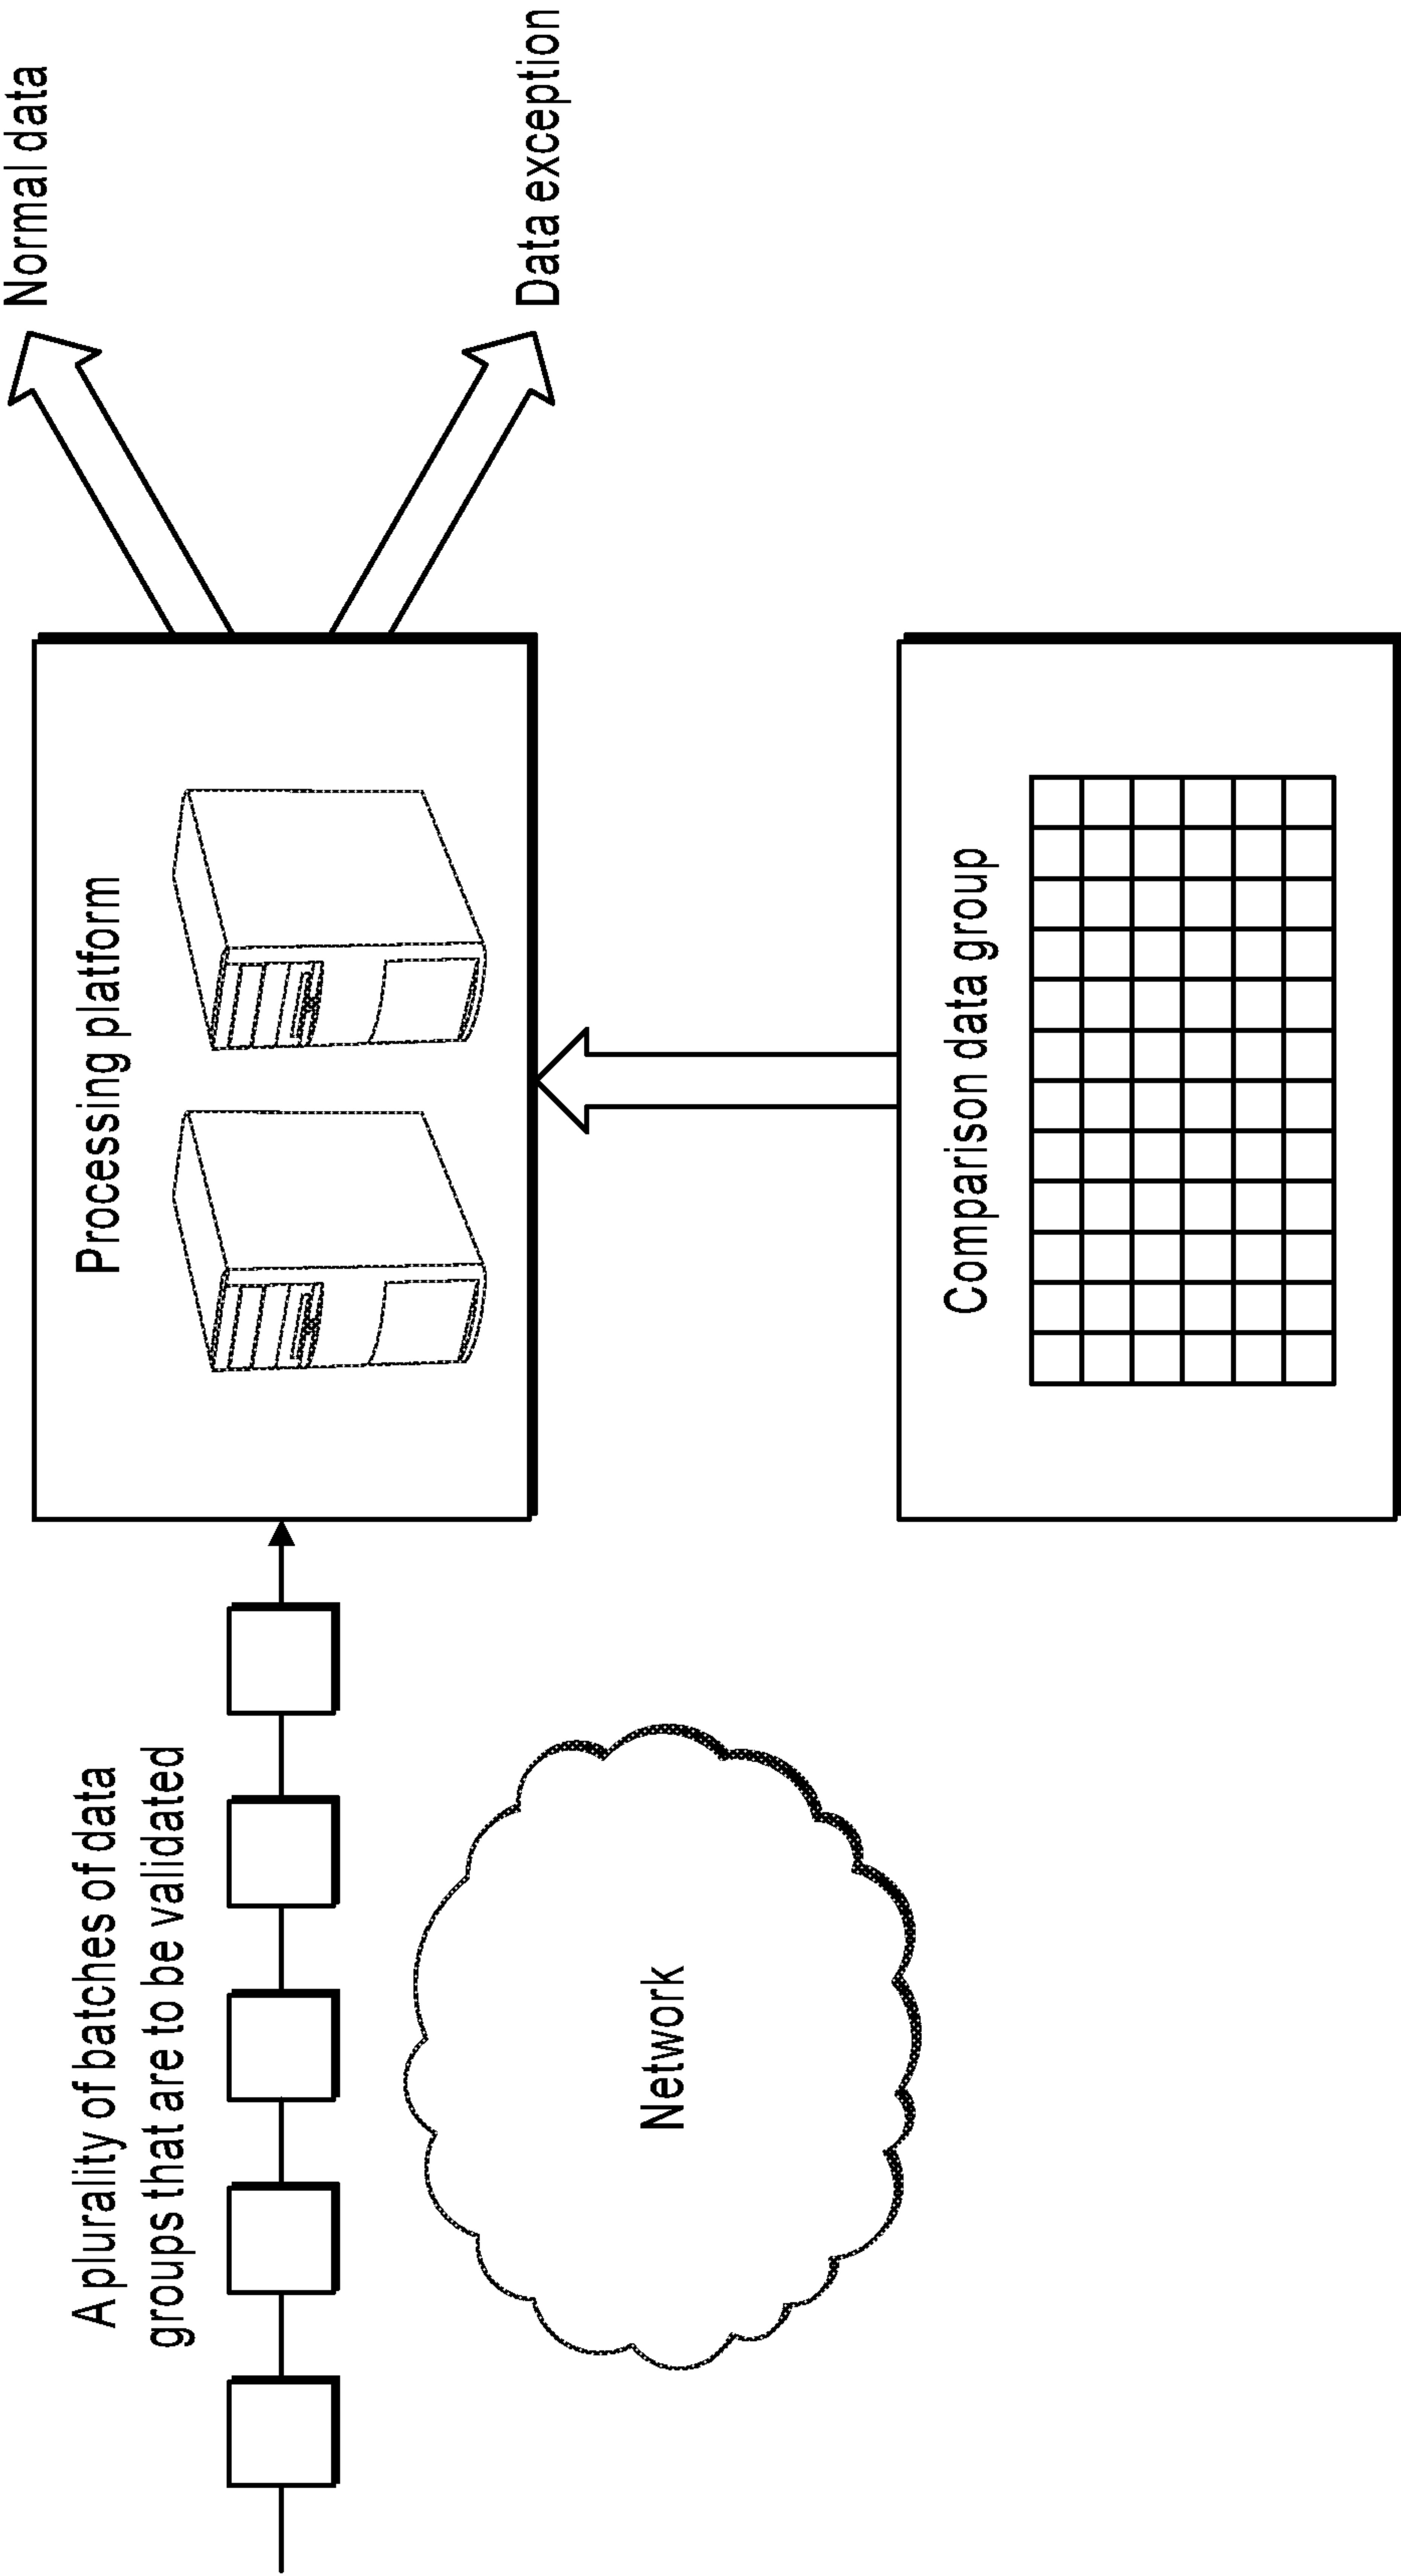 A plurality of batches of data
groups that are to be validated
Network
Processing platform
Comparison data group
Normal data
Data exception